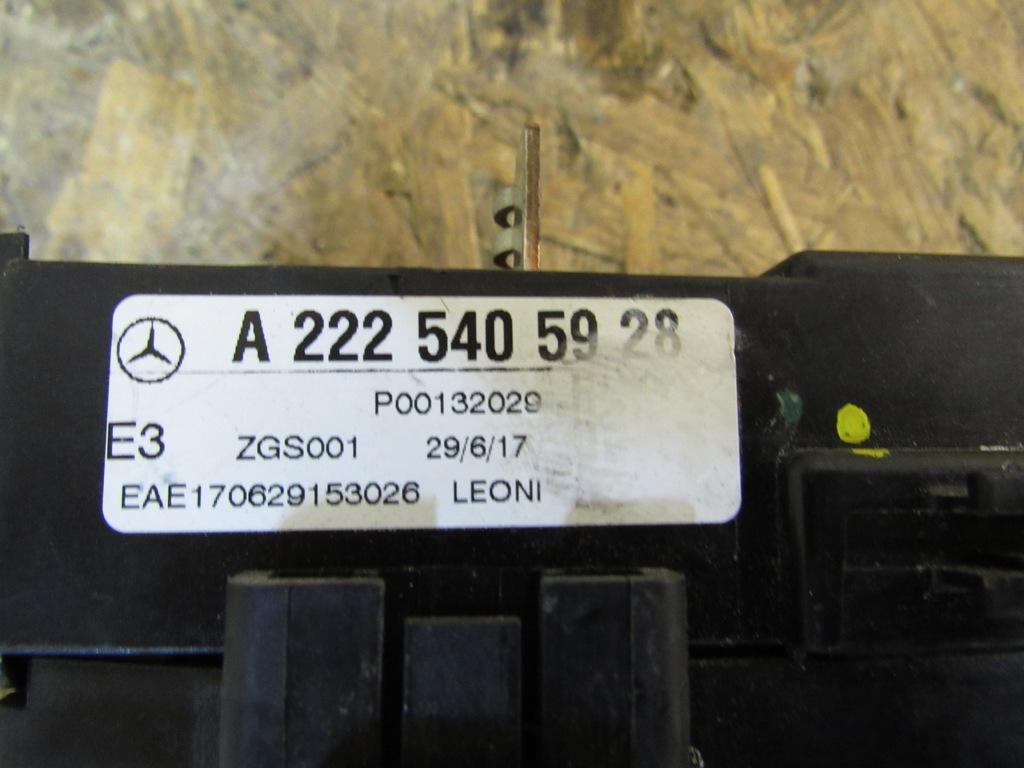 A 222 540 59 28
P00132029
E3 ZGS001 29/6/17
EAE170629153026 LEONI